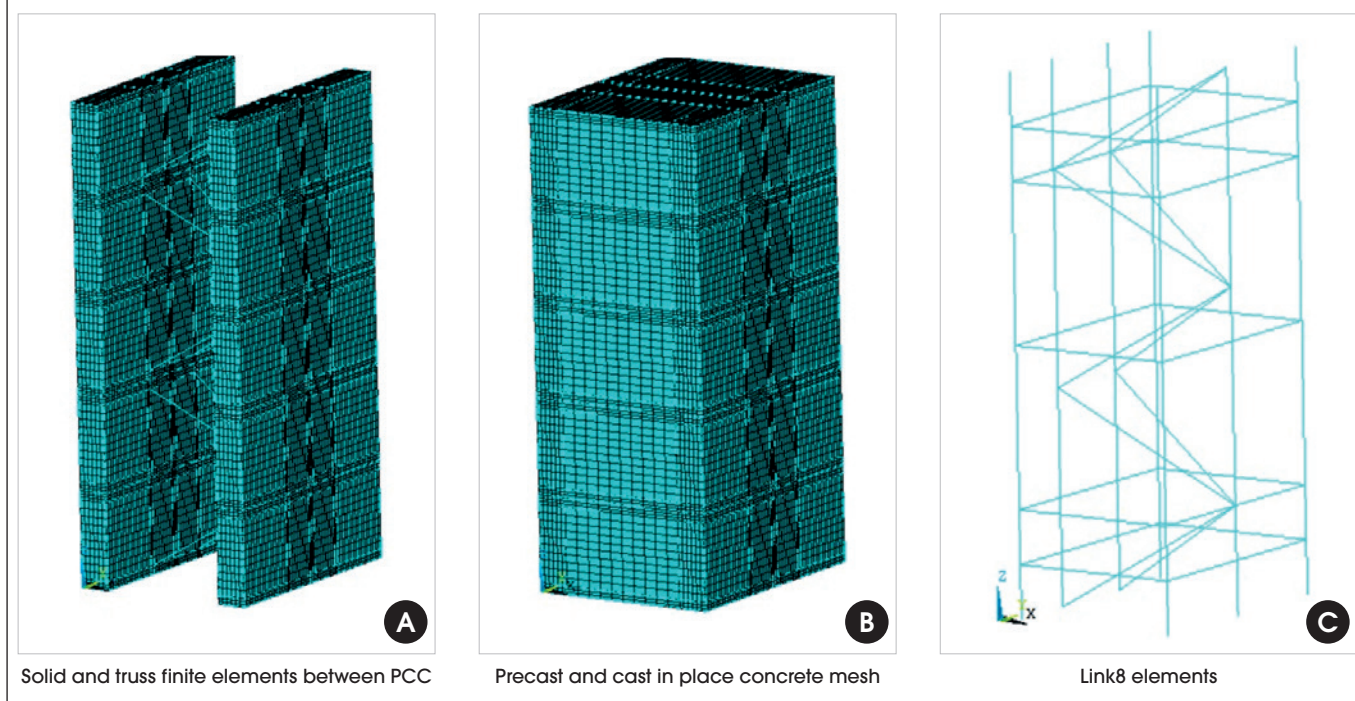 Z
X
A
B
C
Solid and truss finite elements between PCC
Precast and cast in place concrete mesh
Link8 elements